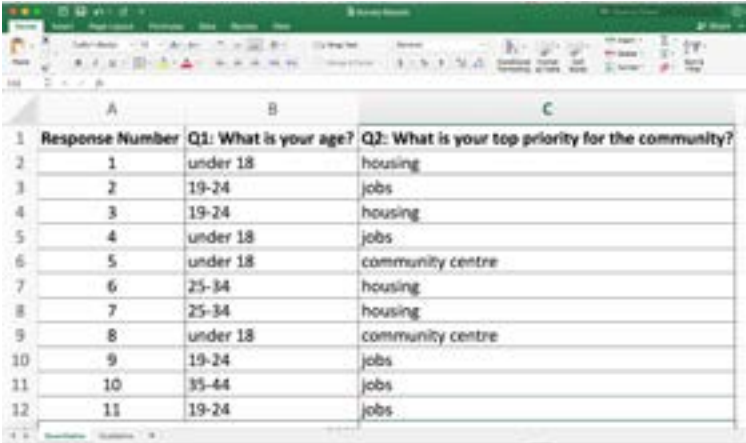 A B C
1 Response Number Q1: What is your age? Q2: What is your top priority for the community?
2 1 under 18 housing
3 2 19-24 jobs
4 3 19-24 housing
5 4 under 18 jobs
6 5 under 18 community centre
7 6 25-34 housing
8 7 25-34 housing
9 8 under 18 community centre
10 9 19-24 jobs
11 10 35-44 jobs
12 11 19-24 jobs